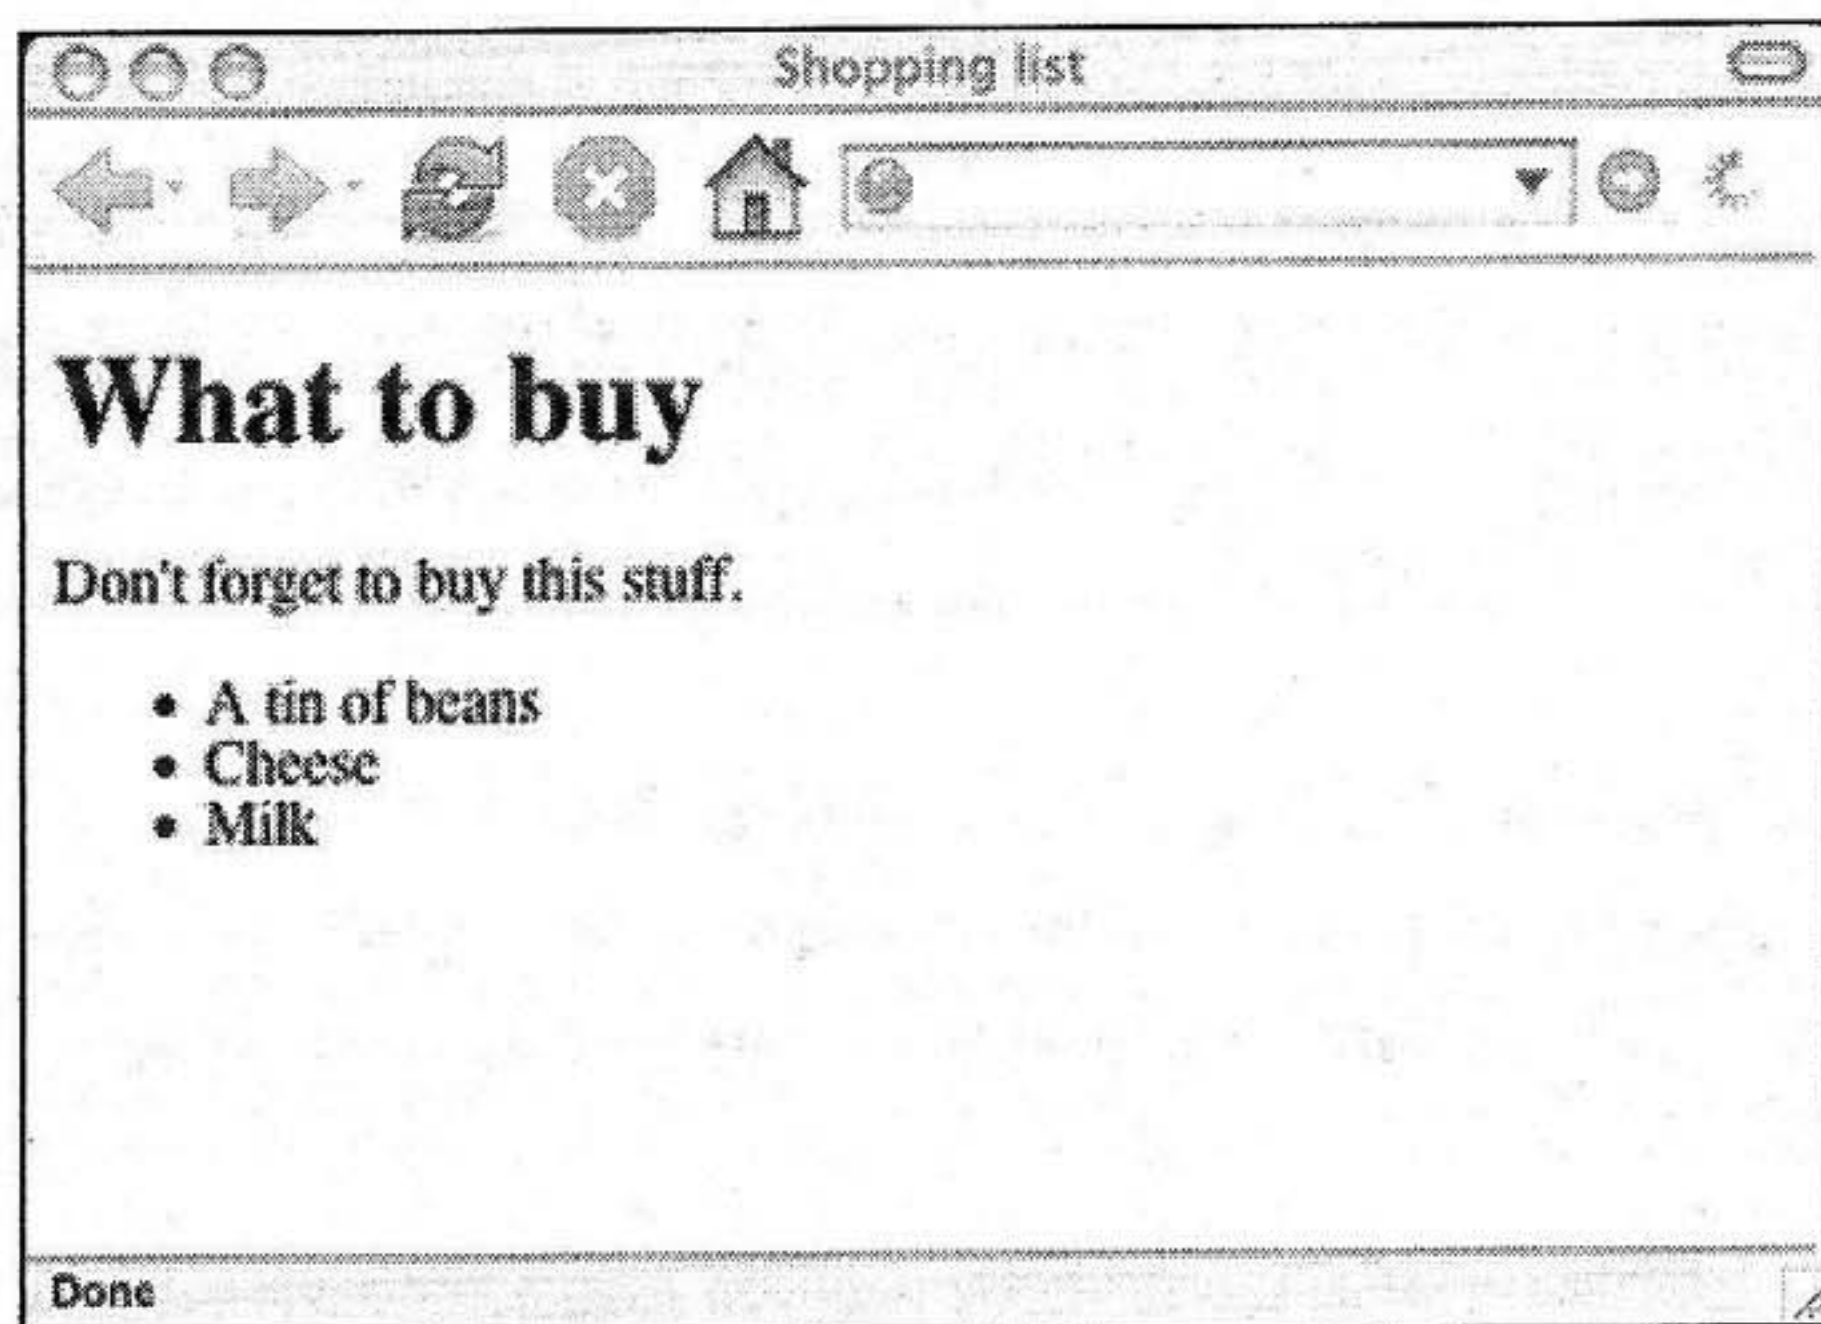 Shopping list
What to buy
Don't forget to buy this stuff.
• A tin of beans
• Cheese
• Milk
Done